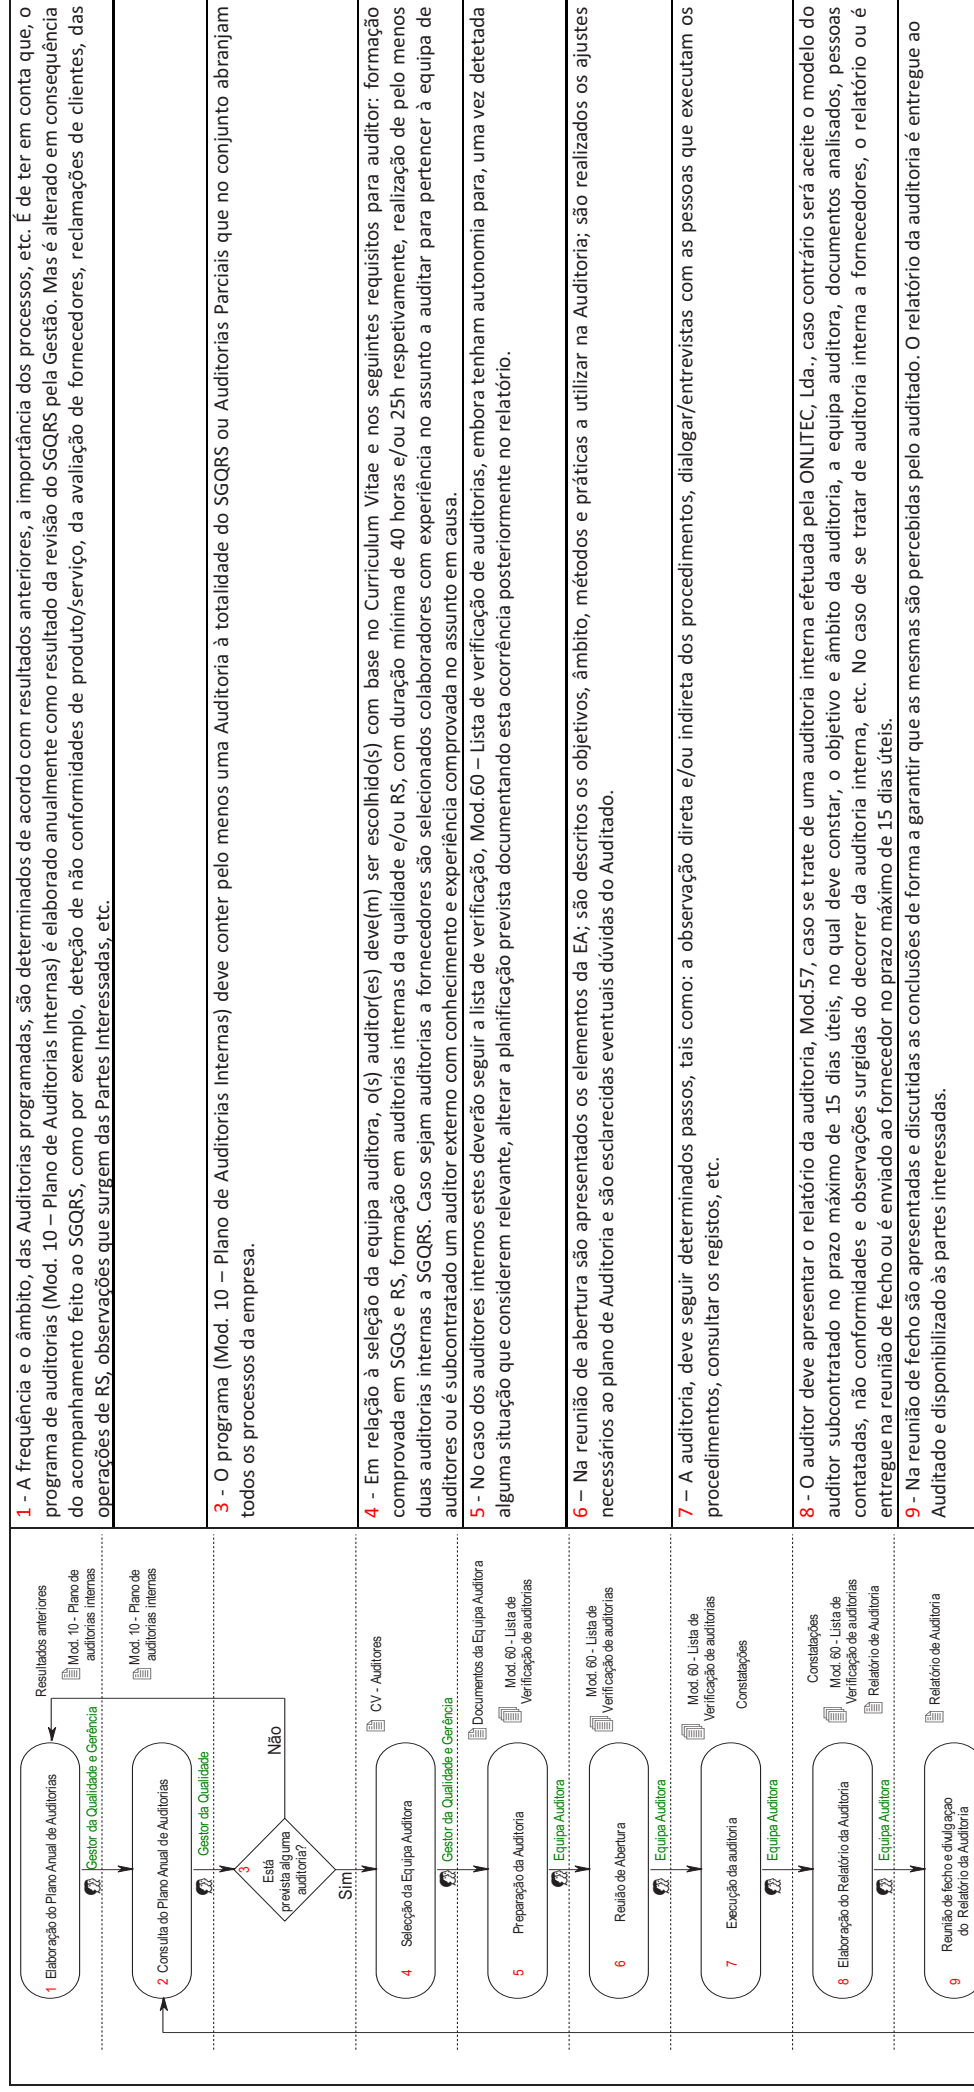 1 Elaboração do Plano Anual de Auditorias
Resultados anteriores
Mod. 10 - Plano de
auditorias internas
Gestor da Qualidade e Gerência
1 - A frequência e o âmbito, das Auditorias programadas, são determinados de acordo com resultados anteriores, a importância dos processos, etc. É de ter em conta que, o
programa de auditorias (Mod. 10 – Plano de Auditorias Internas) é elaborado anualmente como resultado da revisão do SGQRS pela Gestão. Mas é alterado em consequência
do acompanhamento feito ao SGQRS, como por exemplo, deteção de não conformidades de produto/serviço, da avaliação de fornecedores, reclamações de clientes, das
operações de RS, observações que surgem das Partes Interessadas, etc.
2 Consulta do Plano Anual de Auditorias
Mod. 10 - Plano de
auditorias internas
Gestor da Qualidade
3
Está
prevista alguma
auditoria?
Não
Sim
3 - O programa (Mod. 10 – Plano de Auditorias Internas) deve conter pelo menos uma Auditoria à totalidade do SGQRS ou Auditorias Parciais que no conjunto abranjam
todos os processos da empresa.
4 Selecção da Equipa Auditora
CV - Auditores
Gestor da Qualidade e Gerência
4 - Em relação à seleção da equipa auditora, o(s) auditor(es) deve(m) ser escolhido(s) com base no Curriculum Vitae e nos seguintes requisitos para auditor: formação
comprovada em SGQs e RS, formação em auditorias internas da qualidade e/ou RS, com duração mínima de 40 horas e/ou 25h respetivamente, realização de pelo menos
duas auditorias internas a SGQRS. Caso sejam auditorias a fornecedores são selecionados colaboradores com experiência no assunto a auditar para pertencer à equipa de
auditores ou é subcontratado um auditor externo com conhecimento e experiência comprovada no assunto em causa.
5 Preparação da Auditoria
Documentos da Equipa Auditora
Mod. 60 - Lista de
Verificação de auditorias
Equipa Auditora
5 - No caso dos auditores internos estes deverão seguir a lista de verificação, Mod.60 – Lista de verificação de auditorias, embora tenham autonomia para, uma vez detetada
alguma situação que considerem relevante, alterar a planificação prevista documentando esta ocorrência posteriormente no relatório.
6 Reuião de Abertura
Mod. 60 - Lista de
Verificação de auditorias
Equipa Auditora
6 – Na reunião de abertura são apresentados os elementos da EA; são descritos os objetivos, âmbito, métodos e práticas a utilizar na Auditoria; são realizados os ajustes
necessários ao plano de Auditoria e são esclarecidas eventuais dúvidas do Auditado.
7 Execução da auditoria
Mod. 60 - Lista de
Verificação de auditorias
Constatações
Equipa Auditora
7 – A auditoria, deve seguir determinados passos, tais como: a observação direta e/ou indireta dos procedimentos, dialogar/entrevistas com as pessoas que executam os
procedimentos, consultar os registos, etc.
8 Elaboração do Relatório da Auditoria
Constatações
Mod. 60 - Lista de
Verificação de auditorias
Relatório de Auditoria
Equipa Auditora
8 - O auditor deve apresentar o relatório da auditoria, Mod.57, caso se trate de uma auditoria interna efetuada pela ONLITEC, Lda., caso contrário será aceite o modelo do
auditor subcontratado no prazo máximo de 15 dias úteis, no qual deve constar, o objetivo e âmbito da auditoria, a equipa auditora, documentos analisados, pessoas
contatadas, não conformidades e observações surgidas do decorrer da auditoria interna, etc. No caso de se tratar de auditoria interna a fornecedores, o relatório ou é
entregue na reunião de fecho ou é enviado ao fornecedor no prazo máximo de 15 dias úteis.
9 Reunião de fecho e divulgaçao
do Relatório da Auditoria
Relatório de Auditoria
9 - Na reunião de fecho são apresentadas e discutidas as conclusões de forma a garantir que as mesmas são percebidas pelo auditado. O relatório da auditoria é entregue ao
Auditado e disponibilizado às partes interessadas.